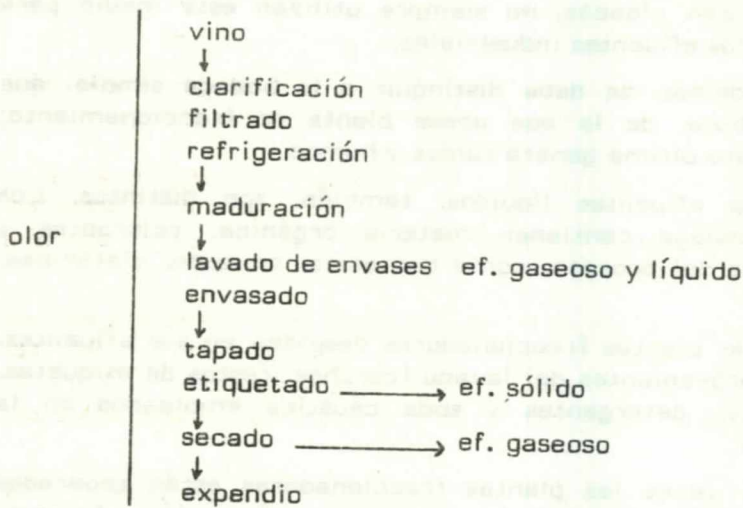 vino
clarificación
filtrado
refrigeración
maduración
olor
lavado de envases ef. gaseoso y líquido
envasado
tapado
etiquetado ef. sólido
secado ef. gaseoso
expendio